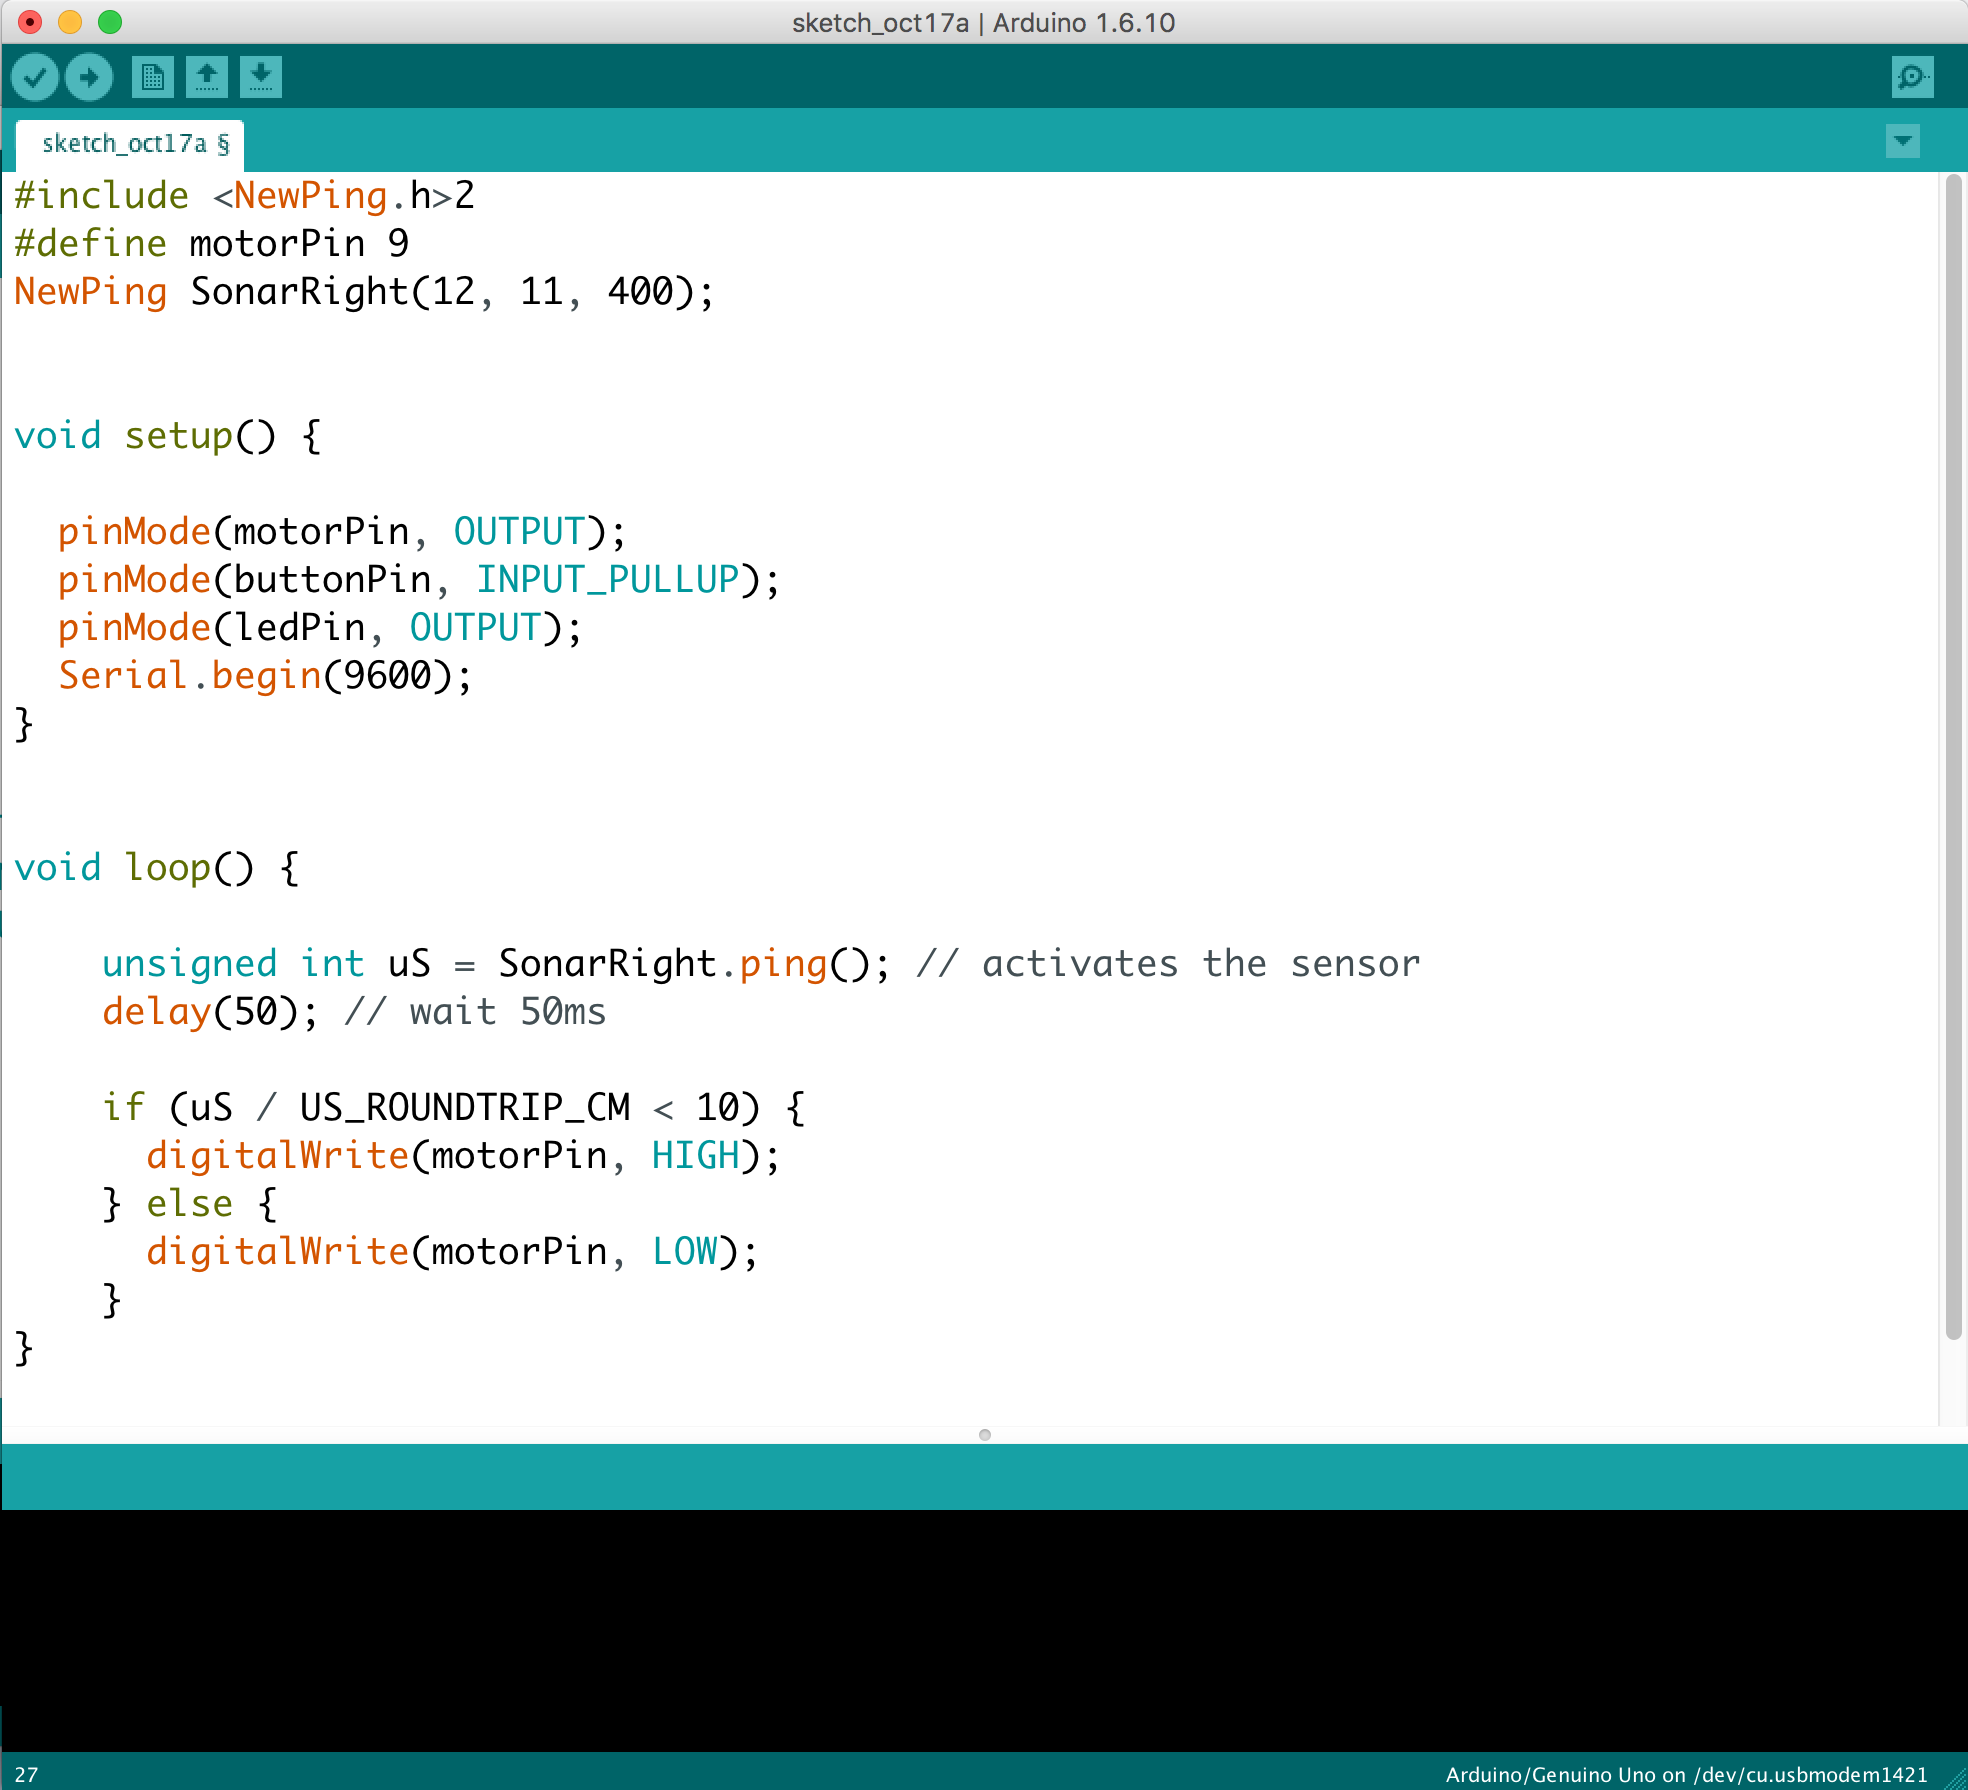 sketch_oct17a | Arduino 1.6.10
sketch_oct17a §
#include <NewPing.h>2
#define motorPin 9
NewPing SonarRight(12, 11, 400);
void setup() {
  pinMode(motorPin, OUTPUT);
  pinMode(buttonPin, INPUT_PULLUP);
  pinMode(ledPin, OUTPUT);
  Serial.begin(9600);
}
void loop() {
    unsigned int uS = SonarRight.ping(); // activates the sensor
    delay(50); // wait 50ms
    if (uS / US_ROUNDTRIP_CM < 10) {
      digitalWrite(motorPin, HIGH);
    } else {
      digitalWrite(motorPin, LOW);
    }
}
27
Arduino/Genuino Uno on /dev/cu.usbmodem1421